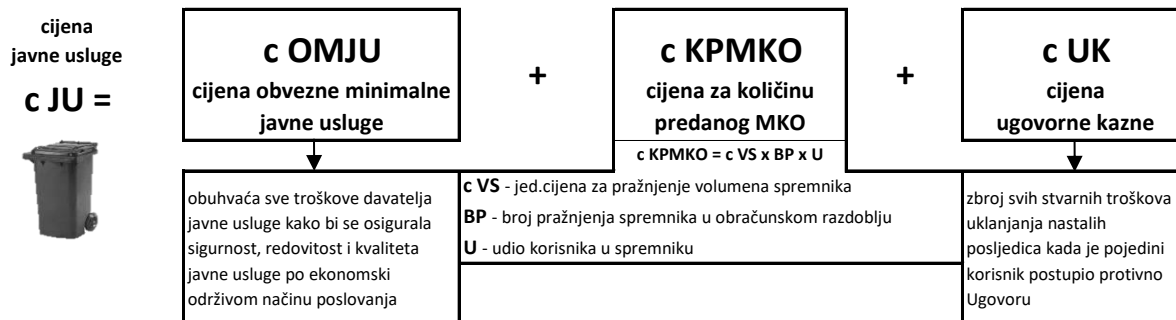 cijena
javne usluge
c JU =
c OMJU
cijena obvezne minimalne
javne usluge
+
c KPMKO
cijena za količinu
predanog MKO
c KPMKO = c VS x BP x U
+
c UK
cijena
ugovorne kazne
obuhvaća sve troškove davatelja
javne usluge kako bi se osigurala
sigurnost, redovitost i kvaliteta
javne usluge po ekonomski
održivom načinu poslovanja
c VS - jed.cijena za pražnjenje volumena spremnika
BP - broj pražnjenja spremnika u obračunskom razdoblju
U - udio korisnika u spremniku
zbroj svih stvarnih troškova
uklanjanja nastalih
posljedica kada je pojedini
korisnik postupio protivno
Ugovoru